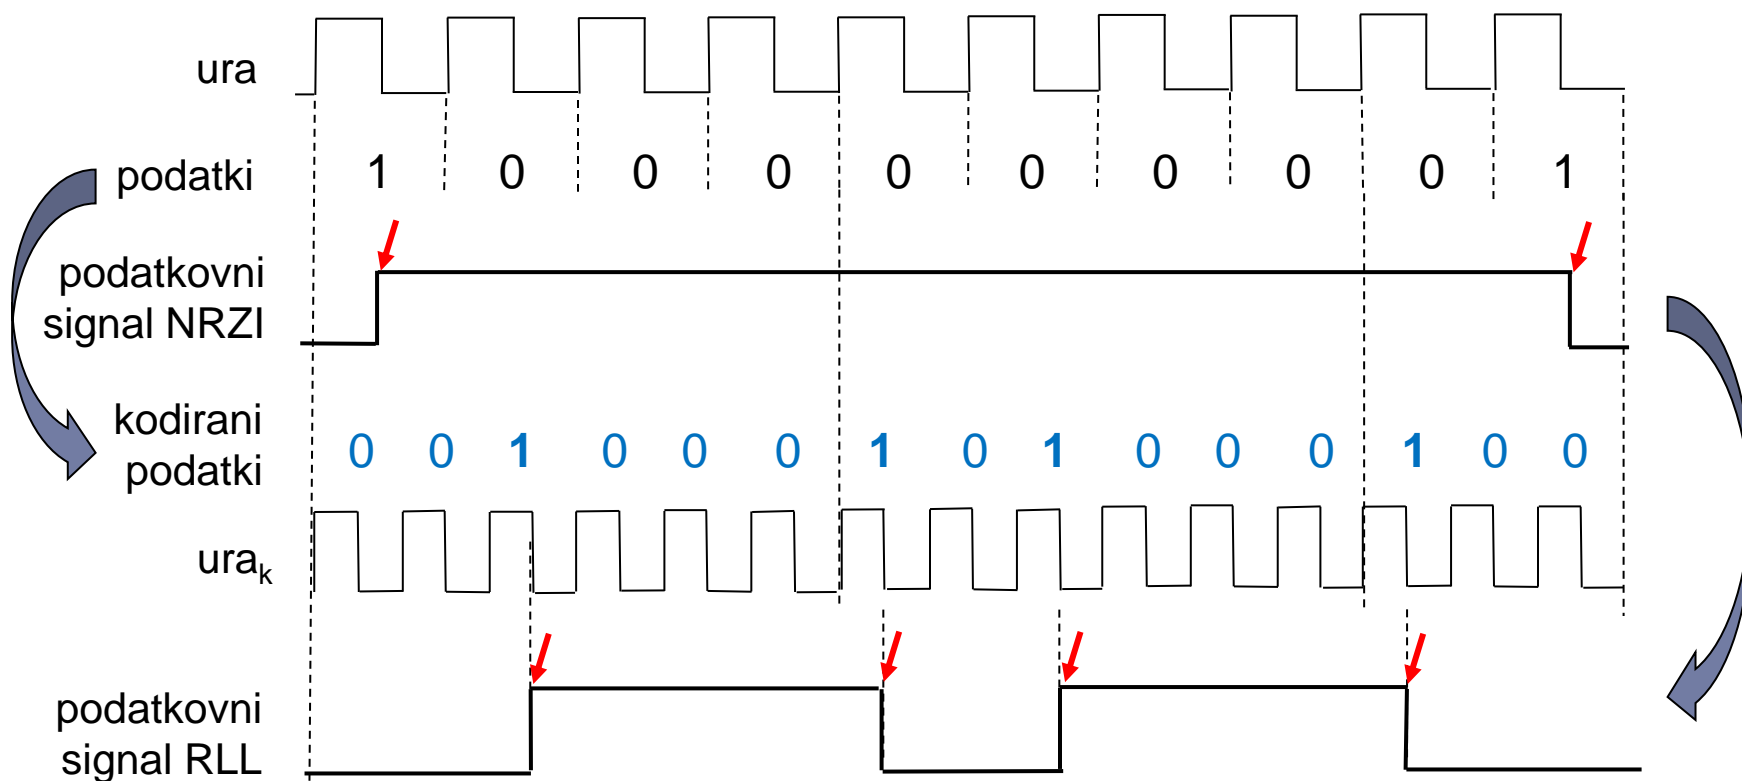 ura
podatki 1 0 0 0 0 0 0 0 0 1
podatkovni
signal NRZI
kodirani
podatki 0 0 1 0 0 0 1 0 1 0 0 0 1 0 0
uraₖ
podatkovni
signal RLL